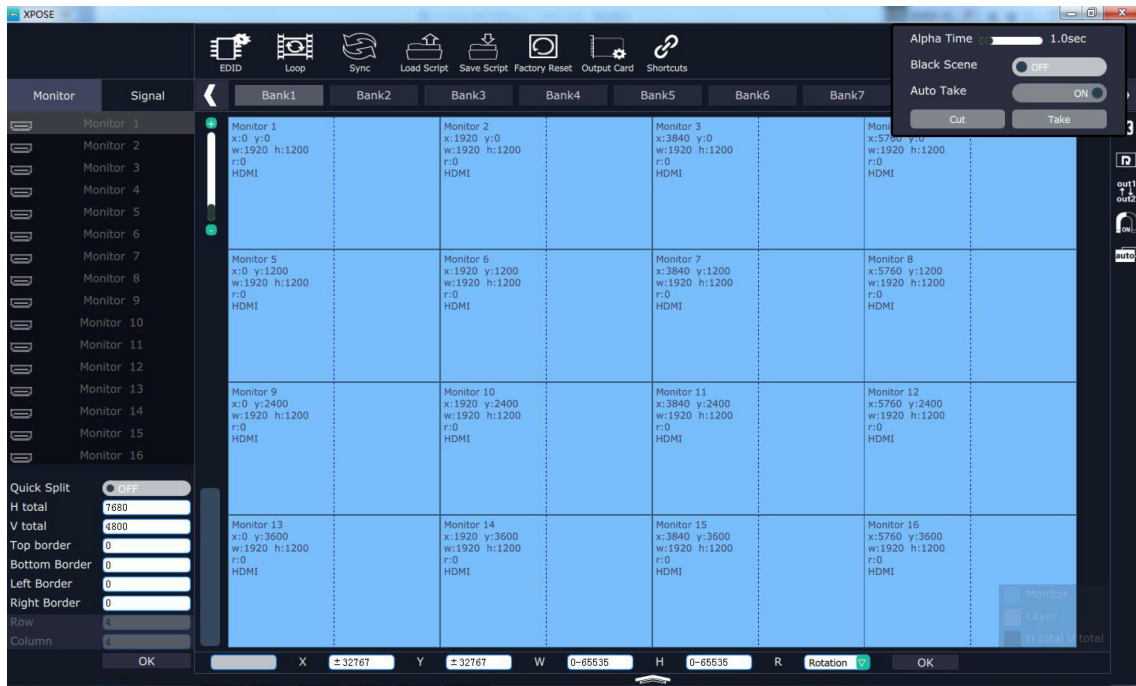 XPOSE
EDID Loop Sync Load Script Save Script Factory Reset Output Card Shortcuts
Alpha Time 1.0sec
Black Scene OFF
Auto Take ON
Cut Take
Monitor Signal
Bank1 Bank2 Bank3 Bank4 Bank5 Bank6 Bank7
Monitor 1
Monitor 2
Monitor 3
Monitor 4
Monitor 5
Monitor 6
Monitor 7
Monitor 8
Monitor 9
Monitor 10
Monitor 11
Monitor 12
Monitor 13
Monitor 14
Monitor 15
Monitor 16
Quick Split OFF
H total 7680
V total 4800
Top border 0
Bottom Border 0
Left Border 0
Right Border 0
Row 4
Column 4
OK
Monitor 1 Monitor 2 Monitor 3
x:0 y:0 x:1920 y:0 x:3840 y:0 x:5760 y:0
w:1920 h:1200 w:1920 h:1200 w:1920 h:1200 w:1920 h:1200
r:0 r:0 r:0 r:0
HDMI HDMI HDMI HDMI
Monitor 5 Monitor 6 Monitor 7 Monitor 8
x:0 y:1200 x:1920 y:1200 x:3840 y:1200 x:5760 y:1200
w:1920 h:1200 w:1920 h:1200 w:1920 h:1200 w:1920 h:1200
r:0 r:0 r:0 r:0
HDMI HDMI HDMI HDMI
Monitor 9 Monitor 10 Monitor 11 Monitor 12
x:0 y:2400 x:1920 y:2400 x:3840 y:2400 x:5760 y:2400
w:1920 h:1200 w:1920 h:1200 w:1920 h:1200 w:1920 h:1200
r:0 r:0 r:0 r:0
HDMI HDMI HDMI HDMI
Monitor 13 Monitor 14 Monitor 15 Monitor 16
x:0 y:3600 x:1920 y:3600 x:3840 y:3600 x:5760 y:3600
w:1920 h:1200 w:1920 h:1200 w:1920 h:1200 w:1920 h:1200
r:0 r:0 r:0 r:0
HDMI HDMI HDMI HDMI
Monitor
Layer
H total V total
out1
out2
ON
auto
X ±32767 Y ±32767 W 0-65535 H 0-65535 R Rotation OK